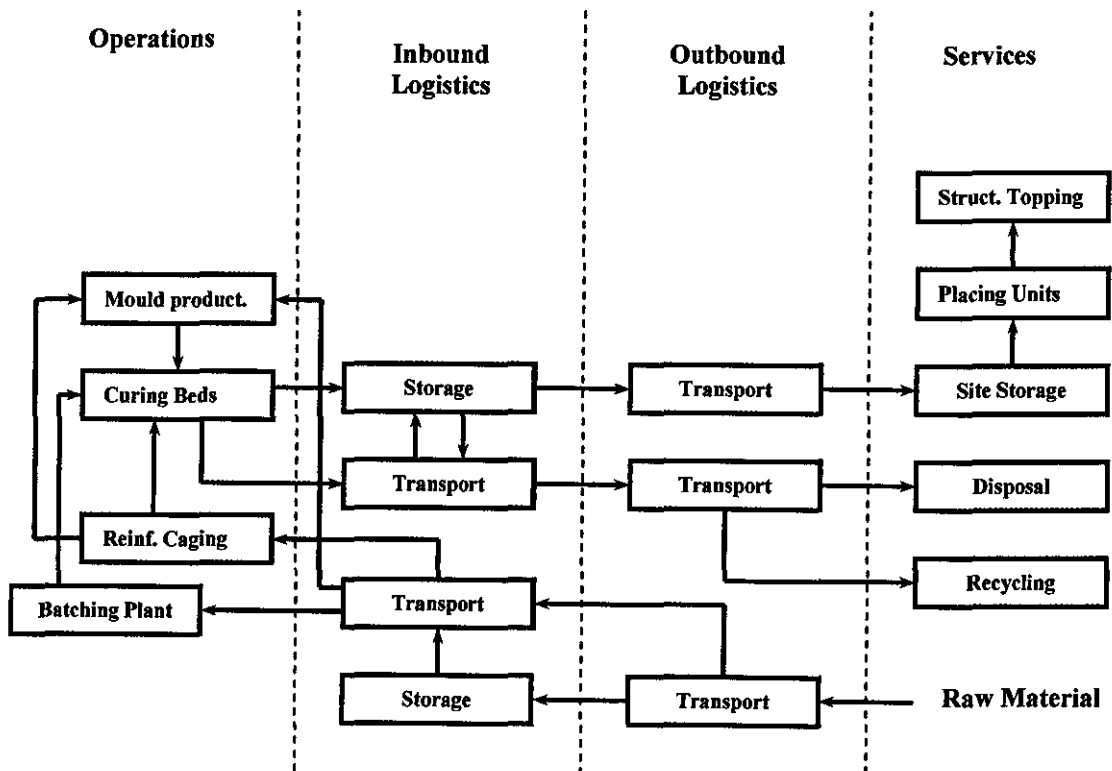 Operations
Inbound
Logistics
Outbound
Logistics
Services
Struct. Topping
Mould product.
Placing Units
Curing Beds
Storage
Transport
Site Storage
Transport
Transport
Disposal
Reinf. Caging
Batching Plant
Transport
Recycling
Storage
Transport
Raw Material